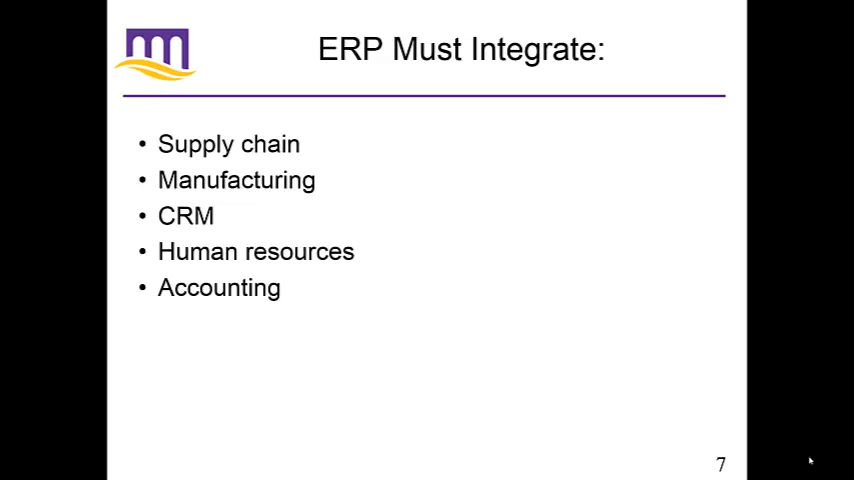 ERP Must Integrate:
• Supply chain
• Manufacturing
• CRM
• Human resources
• Accounting
7